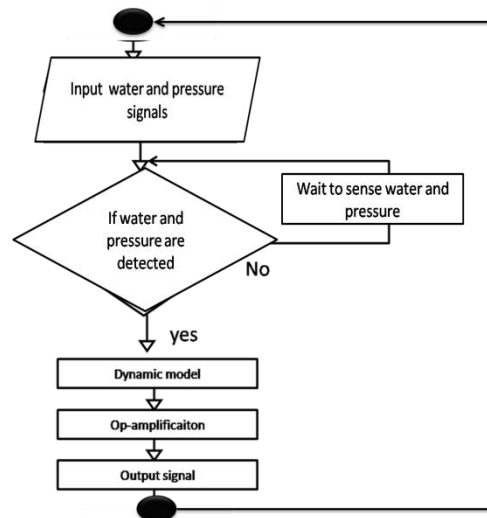 Input water and pressure
signals
Wait to sense water and
pressure
If water and
pressure are
detected
No
yes
Dynamic model
Op-amplificaiton
Output signal